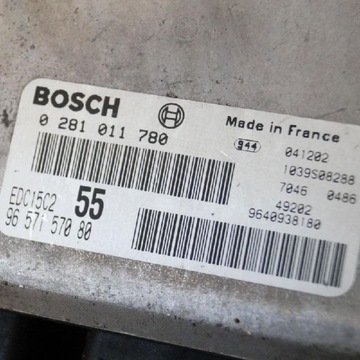 BOSCH
0 281 011 780
Made in France
944
041202
1039S08288
7046 0486
49202
9640938180
EDC15C2 55
96 571 570 80